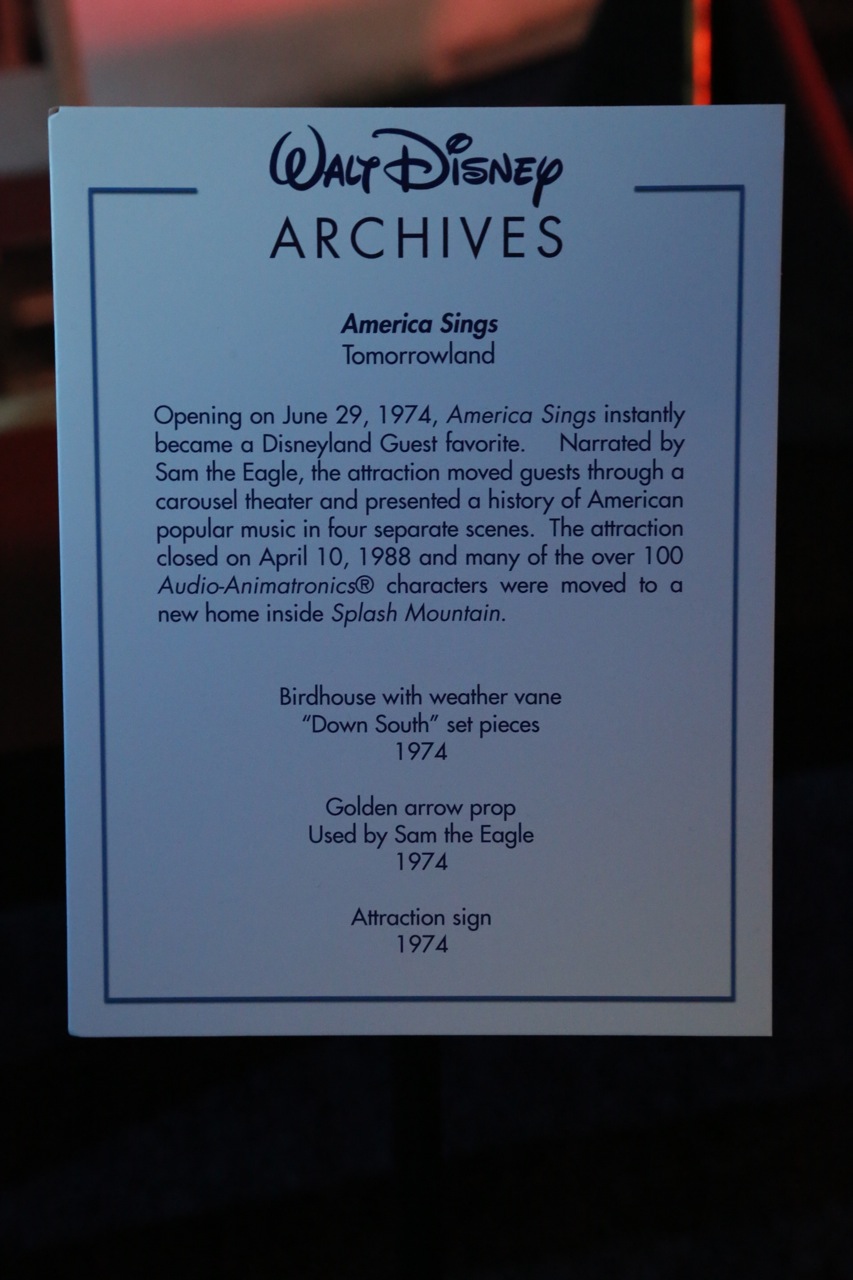 WALT DISNEY
ARCHIVES
America Sings
Tomorrowland
Opening on June 29, 1974, America Sings instantly
became a Disneyland Guest favorite. Narrated by
Sam the Eagle, the attraction moved guests through a
carousel theater and presented a history of American
popular music in four separate scenes. The attraction
closed on April 10, 1988 and many of the over 100
Audio-Animatronics® characters were moved to a
new home inside Splash Mountain.
Birdhouse with weather vane
“Down South” set pieces
1974
Golden arrow prop
Used by Sam the Eagle
1974
Attraction sign
1974